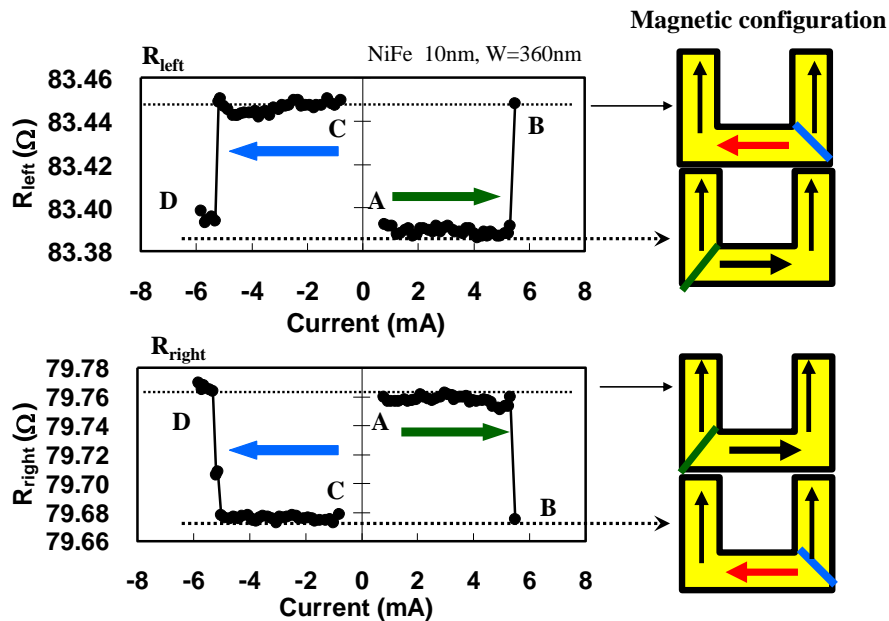 Magnetic configuration
R_left
NiFe 10nm, W=360nm
83.46
83.44
83.42
83.40
83.38
R_left (Ω)
B
C
D
A
-8 -6 -4 -2 0 2 4 6 8
Current (mA)
R_right
79.78
79.76
79.74
79.72
79.70
79.68
79.66
R_right (Ω)
D
A
C
B
-8 -6 -4 -2 0 2 4 6 8
Current (mA)